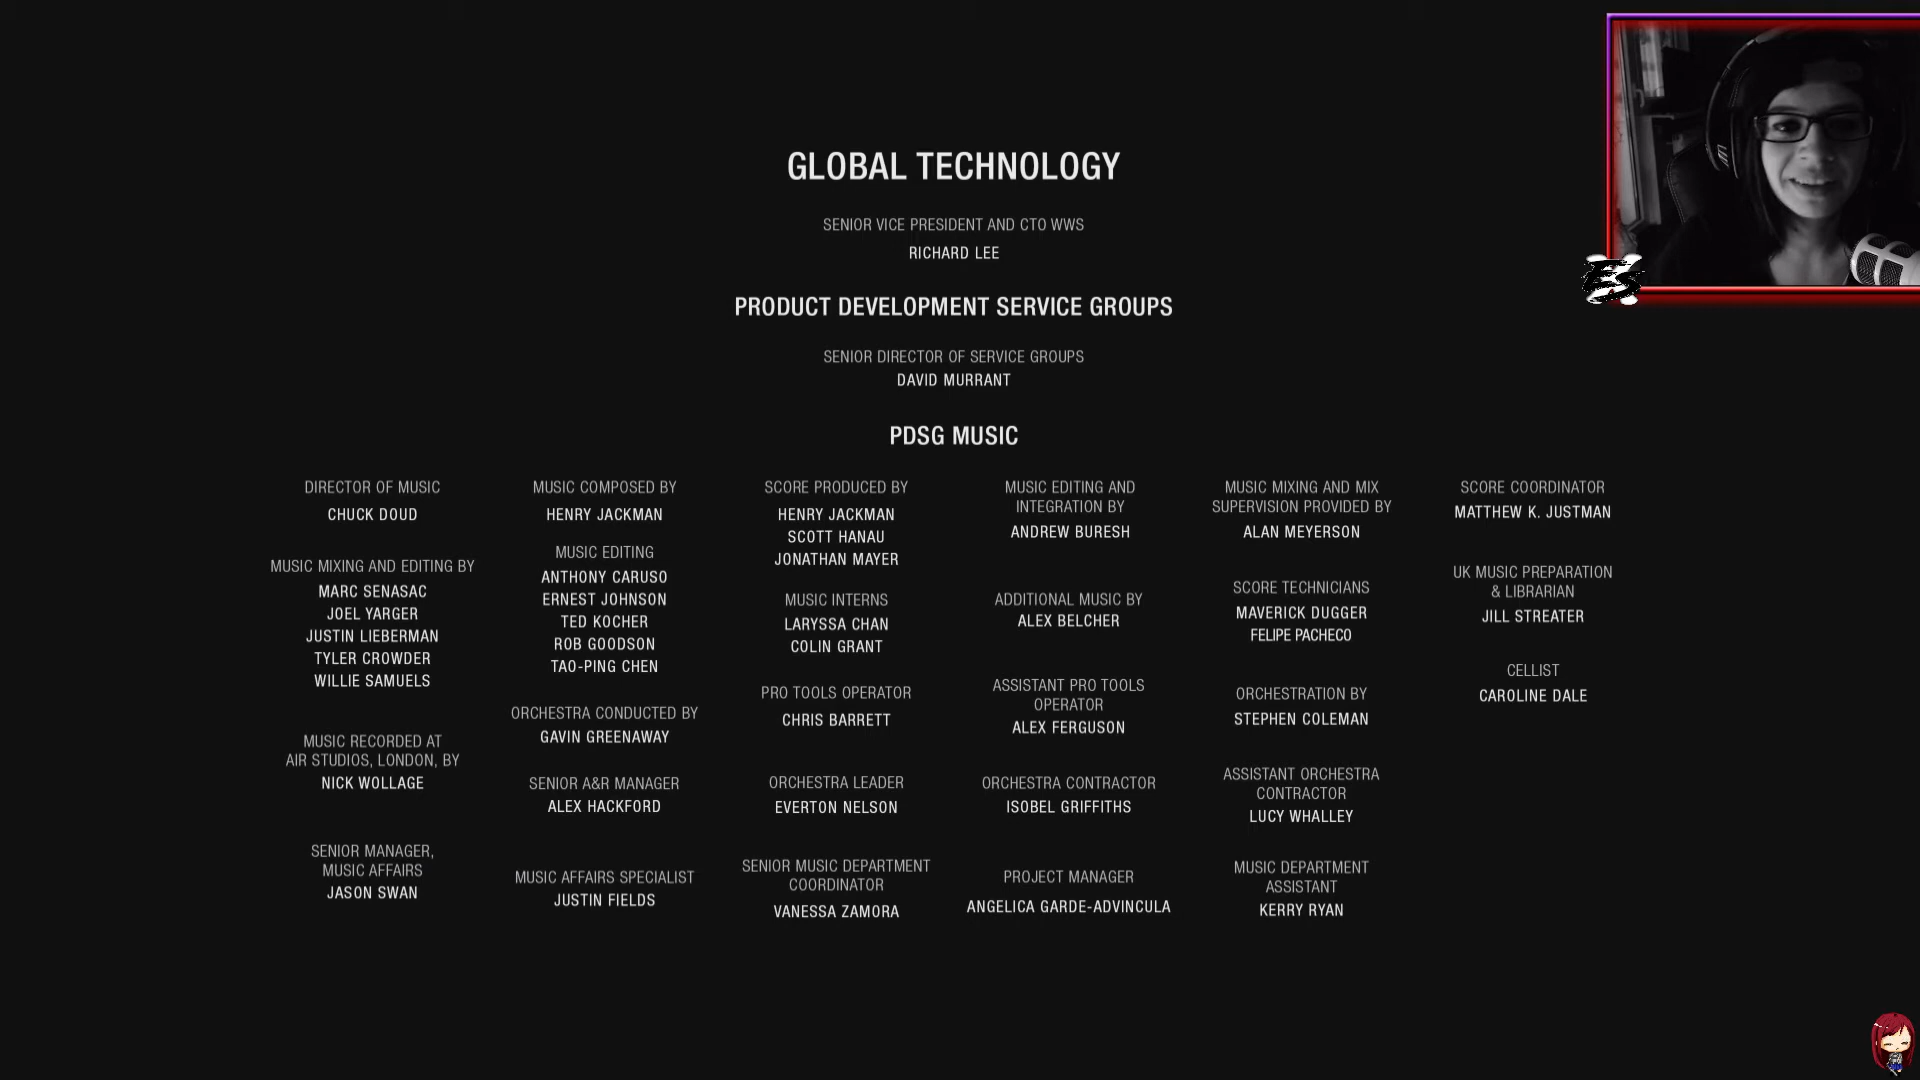 GLOBAL TECHNOLOGY
SENIOR VICE PRESIDENT AND CTO WWS
RICHARD LEE
PRODUCT DEVELOPMENT SERVICE GROUPS
SENIOR DIRECTOR OF SERVICE GROUPS
DAVID MURRANT
PDSG MUSIC
DIRECTOR OF MUSIC
CHUCK DOUD
MUSIC MIXING AND EDITING BY
MARC SENASAC
JOEL YARGER
JUSTIN LIEBERMAN
TYLER CROWDER
WILLIE SAMUELS
MUSIC RECORDED AT
AIR STUDIOS, LONDON, BY
NICK WOLLAGE
SENIOR MANAGER,
MUSIC AFFAIRS
JASON SWAN
MUSIC COMPOSED BY
HENRY JACKMAN
MUSIC EDITING
ANTHONY CARUSO
ERNEST JOHNSON
TED KOCHER
ROB GOODSON
TAO-PING CHEN
ORCHESTRA CONDUCTED BY
GAVIN GREENAWAY
SENIOR A&R MANAGER
ALEX HACKFORD
MUSIC AFFAIRS SPECIALIST
JUSTIN FIELDS
SCORE PRODUCED BY
HENRY JACKMAN
SCOTT HANAU
JONATHAN MAYER
MUSIC INTERNS
LARYSSA CHAN
COLIN GRANT
PRO TOOLS OPERATOR
CHRIS BARRETT
ORCHESTRA LEADER
EVERTON NELSON
SENIOR MUSIC DEPARTMENT
COORDINATOR
VANESSA ZAMORA
MUSIC EDITING AND
INTEGRATION BY
ANDREW BURESH
ADDITIONAL MUSIC BY
ALEX BELCHER
ASSISTANT PRO TOOLS
OPERATOR
ALEX FERGUSON
ORCHESTRA CONTRACTOR
ISOBEL GRIFFITHS
PROJECT MANAGER
ANGELICA GARDE-ADVINCULA
MUSIC MIXING AND MIX
SUPERVISION PROVIDED BY
ALAN MEYERSON
SCORE TECHNICIANS
MAVERICK DUGGER
FELIPE PACHECO
ORCHESTRATION BY
STEPHEN COLEMAN
ASSISTANT ORCHESTRA
CONTRACTOR
LUCY WHALLEY
MUSIC DEPARTMENT
ASSISTANT
KERRY RYAN
SCORE COORDINATOR
MATTHEW K. JUSTMAN
UK MUSIC PREPARATION
& LIBRARIAN
JILL STREATER
CELLIST
CAROLINE DALE
ES